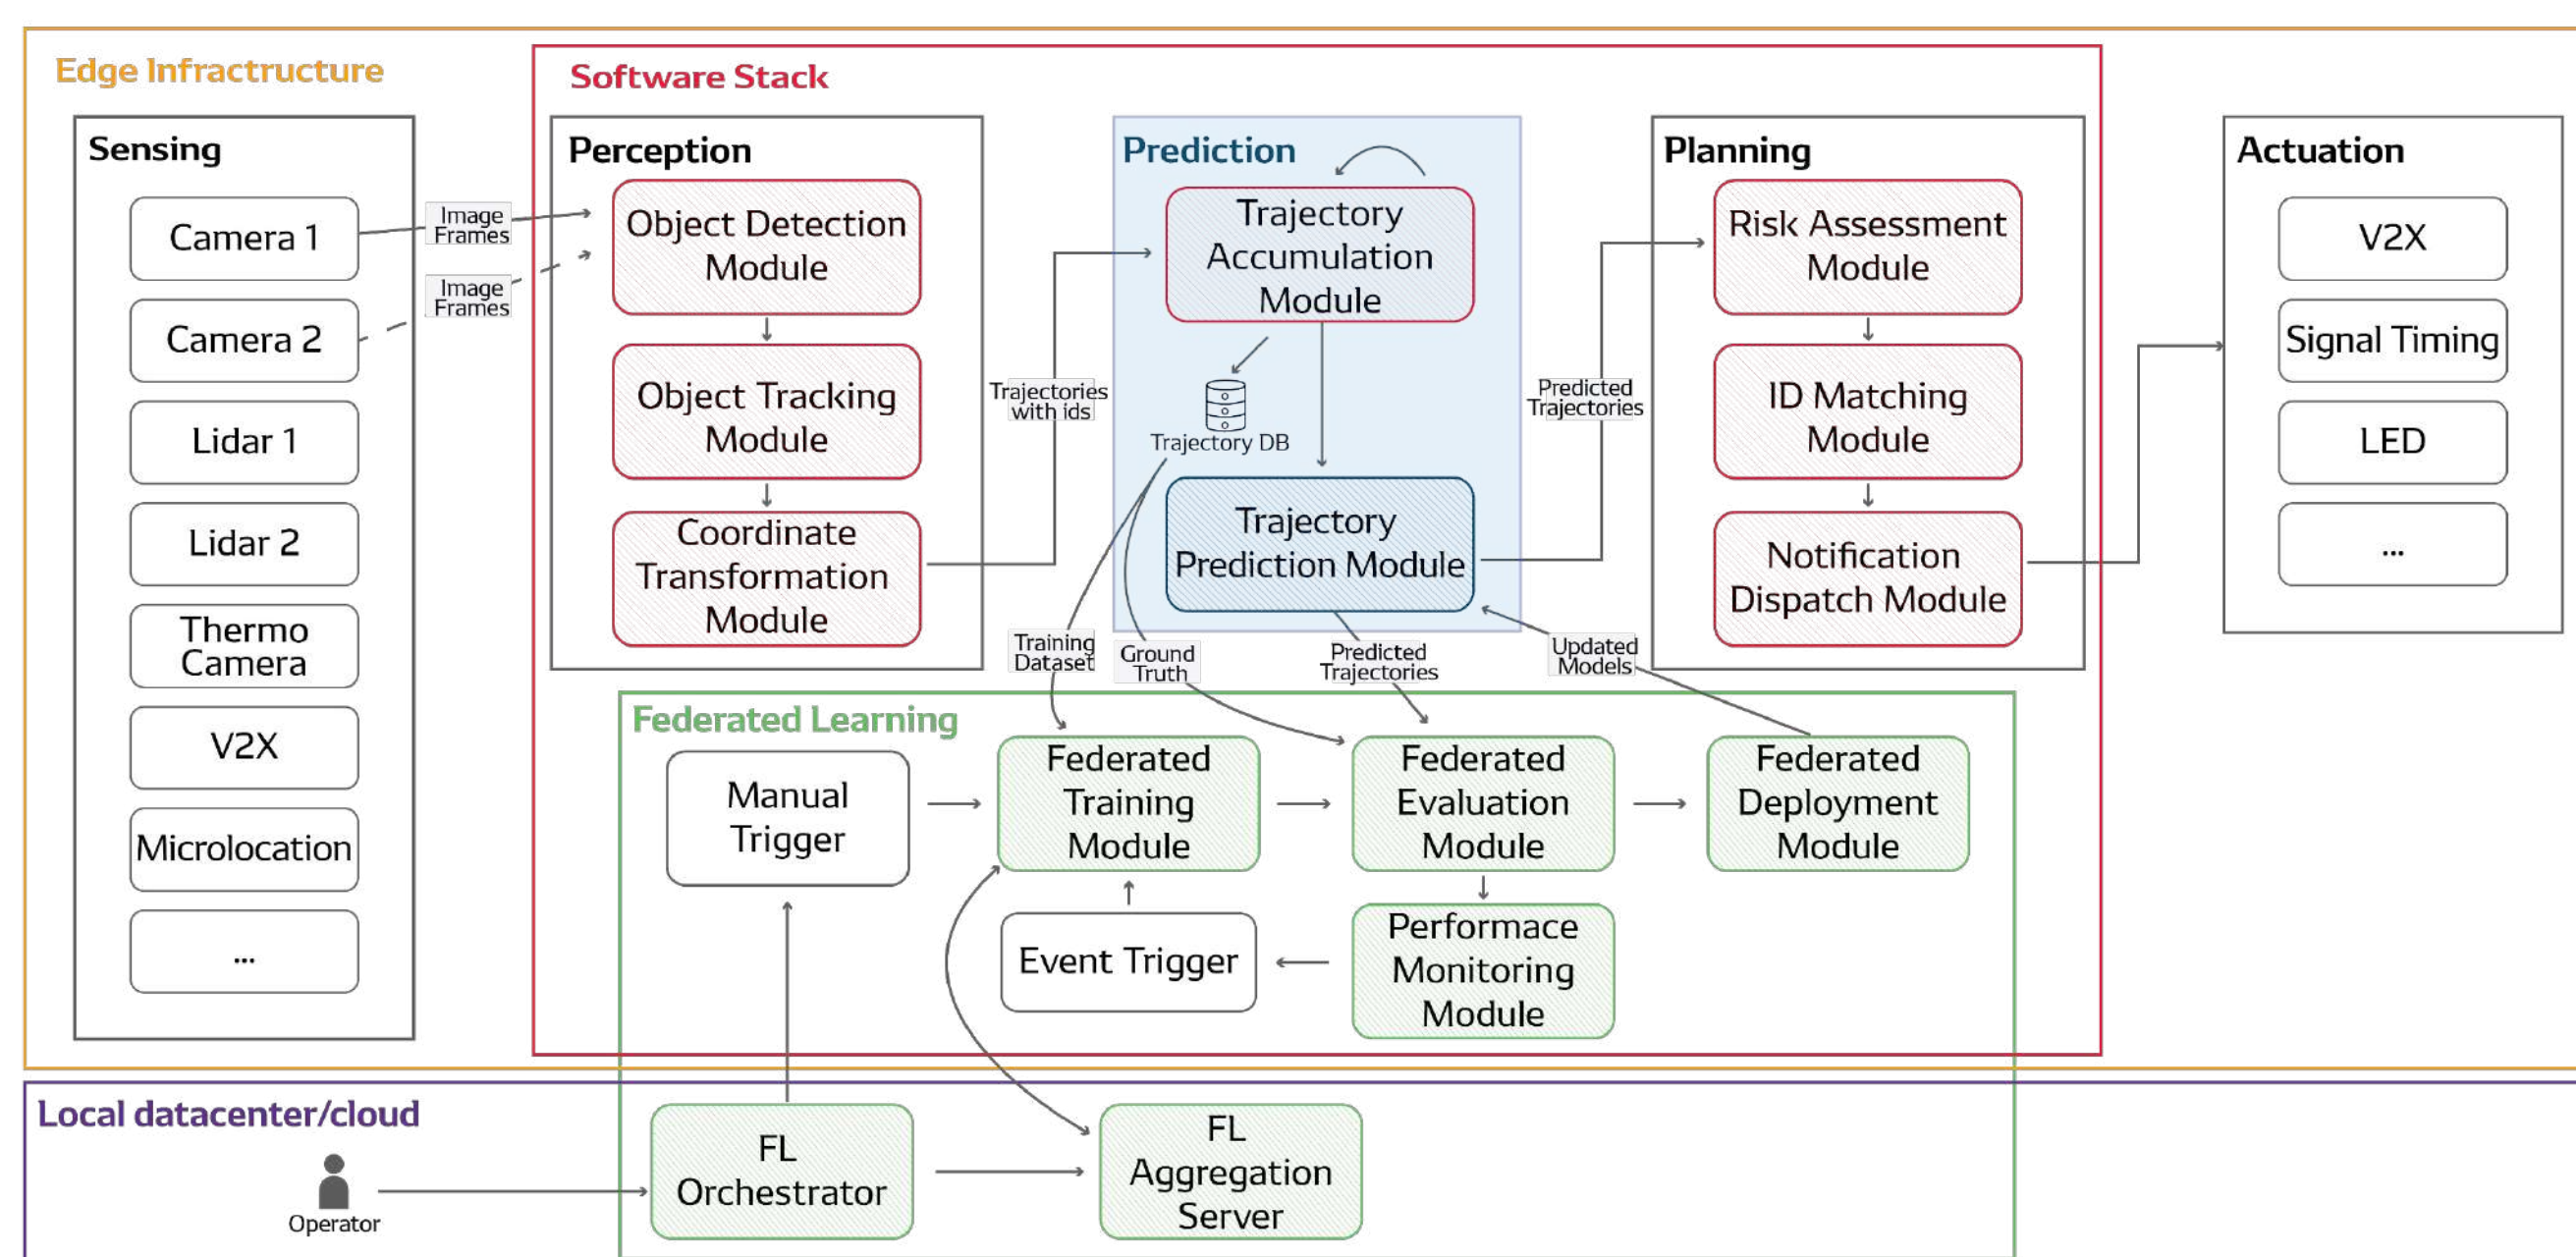 Edge Infractructure
Software Stack
Sensing
Camera 1
Camera 2
Lidar 1
Lidar 2
Thermo
Camera
V2X
Microlocation
...
Image
Frames
Image
Frames
Perception
Object Detection
Module
Object Tracking
Module
Coordinate
Transformation
Module
Trajectories
with ids
Prediction
Trajectory
Accumulation
Module
Trajectory DB
Trajectory
Prediction Module
Predicted
Trajectories
Planning
Risk Assessment
Module
ID Matching
Module
Notification
Dispatch Module
Actuation
V2X
Signal Timing
LED
...
Training
Dataset
Ground
Truth
Predicted
Trajectories
Updated
Models
Federated Learning
Manual
Trigger
Federated
Training
Module
Federated
Evaluation
Module
Federated
Deployment
Module
Event Trigger
Performace
Monitoring
Module
Local datacenter/cloud
Operator
FL
Orchestrator
FL
Aggregation
Server